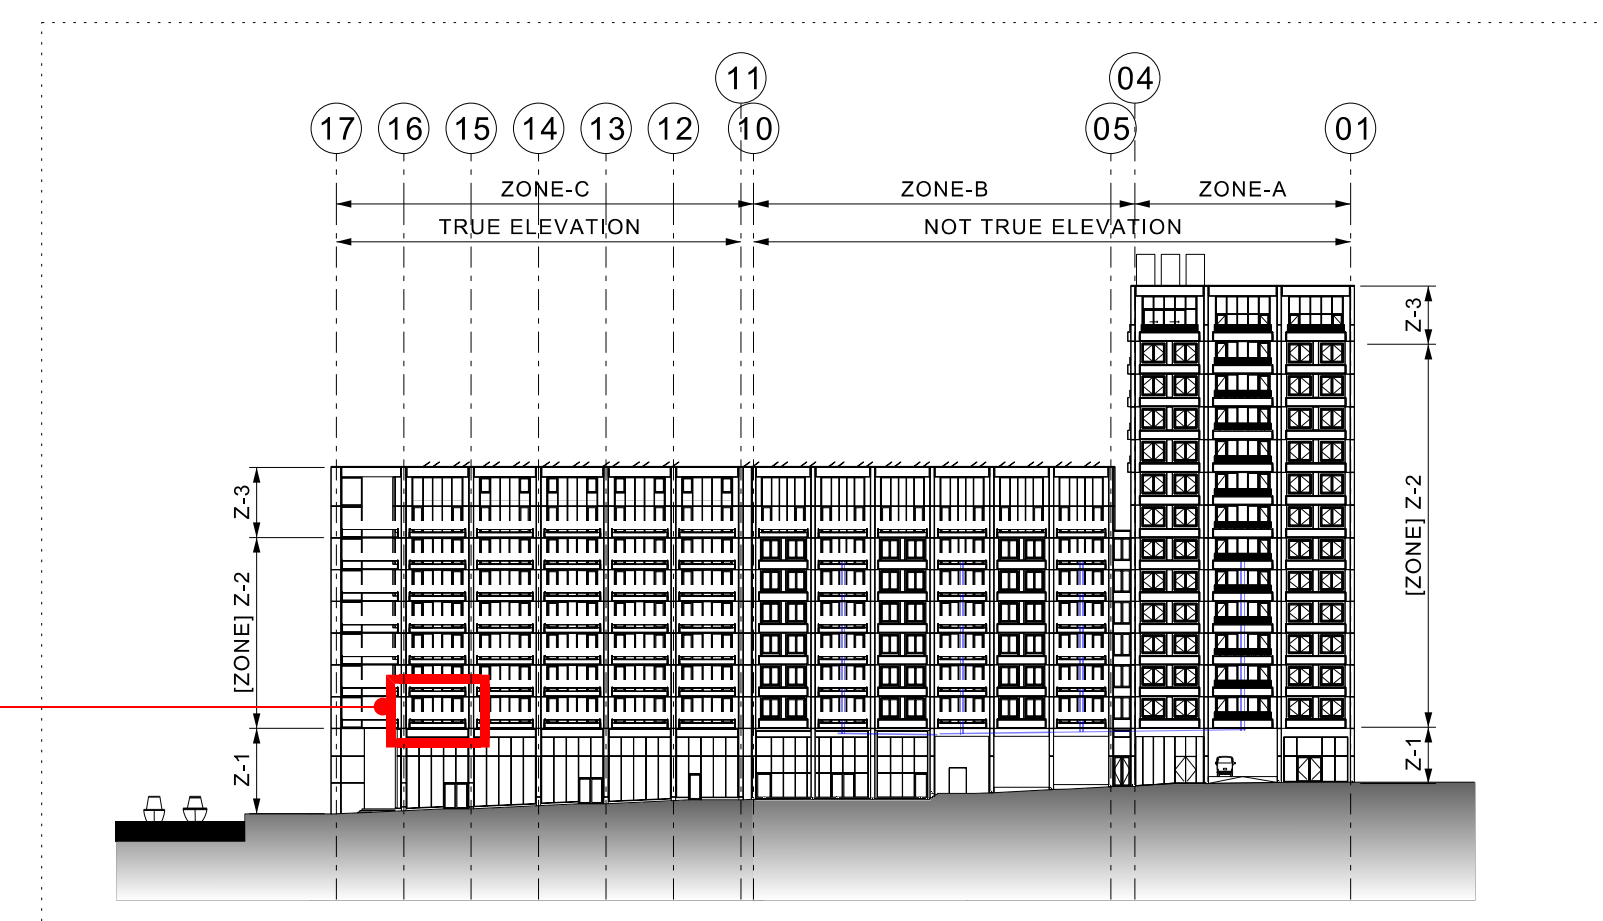 11
04
17
16
15
14
13
12
10
05
01
ZONE-C
ZONE-B
ZONE-A
TRUE ELEVATION
NOT TRUE ELEVATION
Z-3
[ZONE] Z-2
Z-1
Z-3
[ZONE] Z-2
Z-1